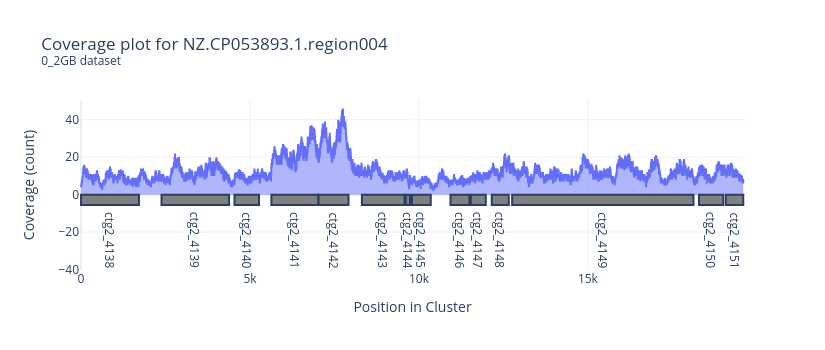 Coverage plot for NZ.CP053893.1.region004
0_2GB dataset
Coverage (count)
40
20
0
−20
−40
ctg2_4138
ctg2_4139
ctg2_4140
ctg2_4141
ctg2_4142
ctg2_4143
ctg2_4144
ctg2_4145
ctg2_4146
ctg2_4147
ctg2_4148
ctg2_4149
ctg2_4150
ctg2_4151
0
5k
10k
15k
Position in Cluster